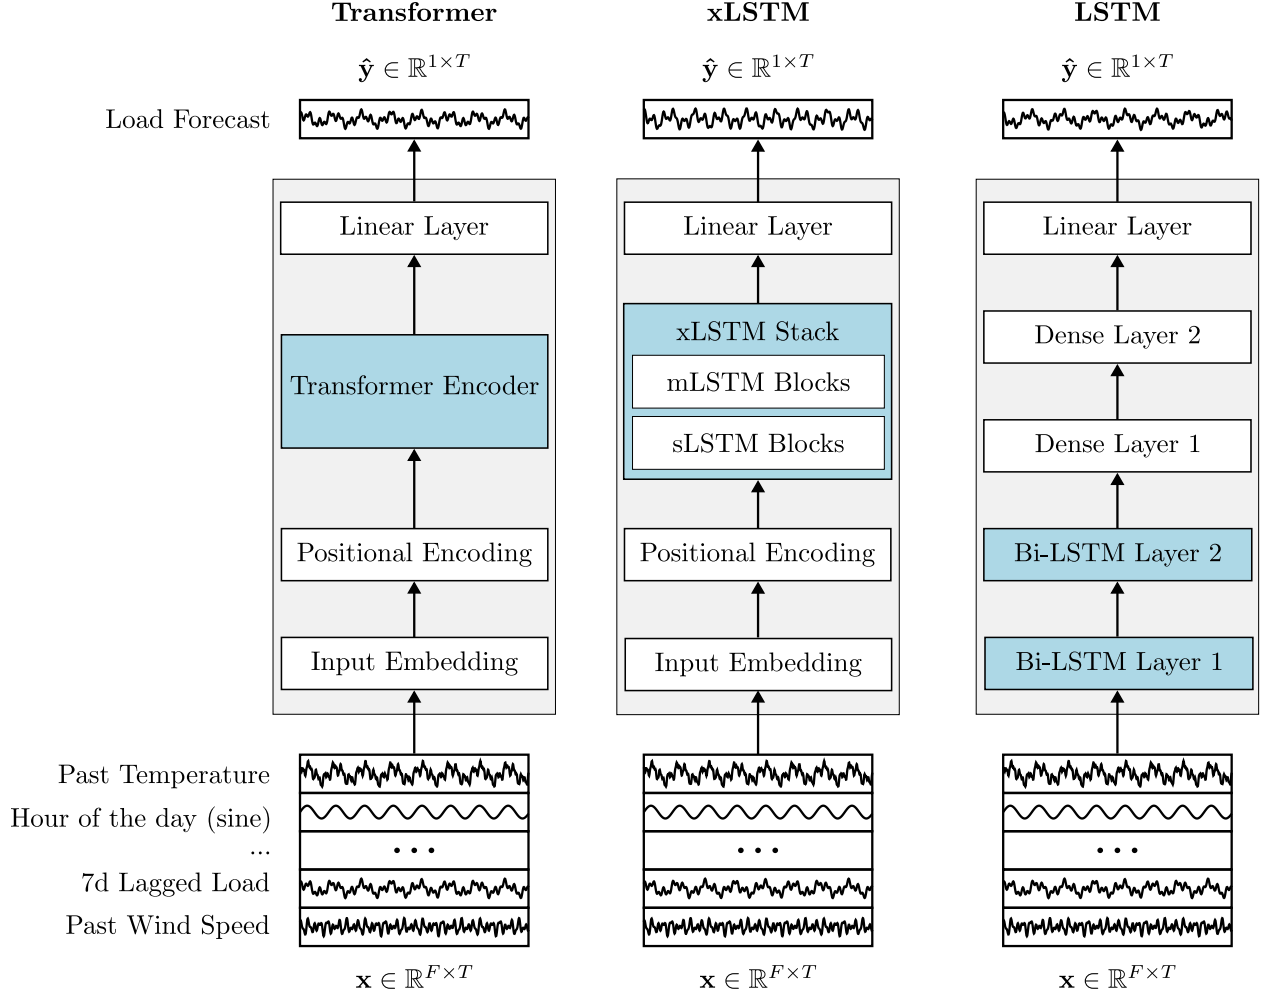 Transformer
xLSTM
LSTM
ŷ ∈ ℝ^{1×T}
ŷ ∈ ℝ^{1×T}
ŷ ∈ ℝ^{1×T}
Load Forecast
Linear Layer
Linear Layer
Linear Layer
Transformer Encoder
xLSTM Stack
mLSTM Blocks
sLSTM Blocks
Dense Layer 2
Dense Layer 1
Positional Encoding
Positional Encoding
Bi-LSTM Layer 2
Input Embedding
Input Embedding
Bi-LSTM Layer 1
Past Temperature
Hour of the day (sine)
...
7d Lagged Load
Past Wind Speed
x ∈ ℝ^{F×T}
x ∈ ℝ^{F×T}
x ∈ ℝ^{F×T}